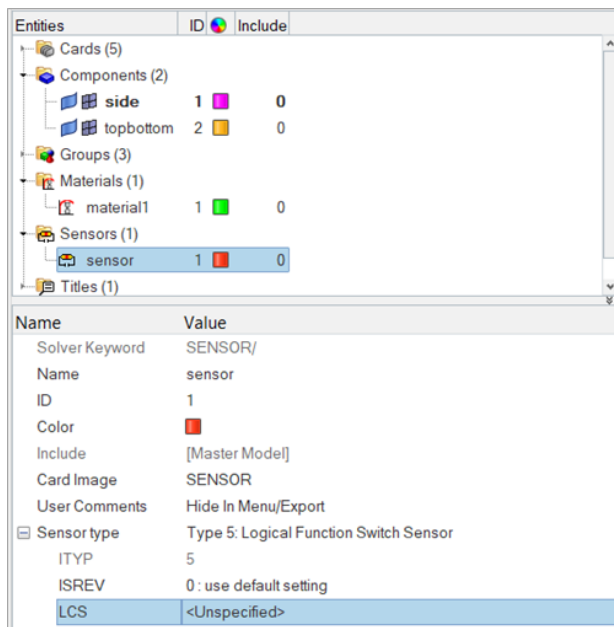 Entities ID Include
Cards (5)
Components (2)
side 1 0
topbottom 2 0
Groups (3)
Materials (1)
material1 1 0
Sensors (1)
sensor 1 0
Titles (1)
Name Value
Solver Keyword SENSOR/
Name sensor
ID 1
Color
Include [Master Model]
Card Image SENSOR
User Comments Hide In Menu/Export
Sensor type Type 5: Logical Function Switch Sensor
ITYP 5
ISREV 0 : use default setting
LCS <Unspecified>